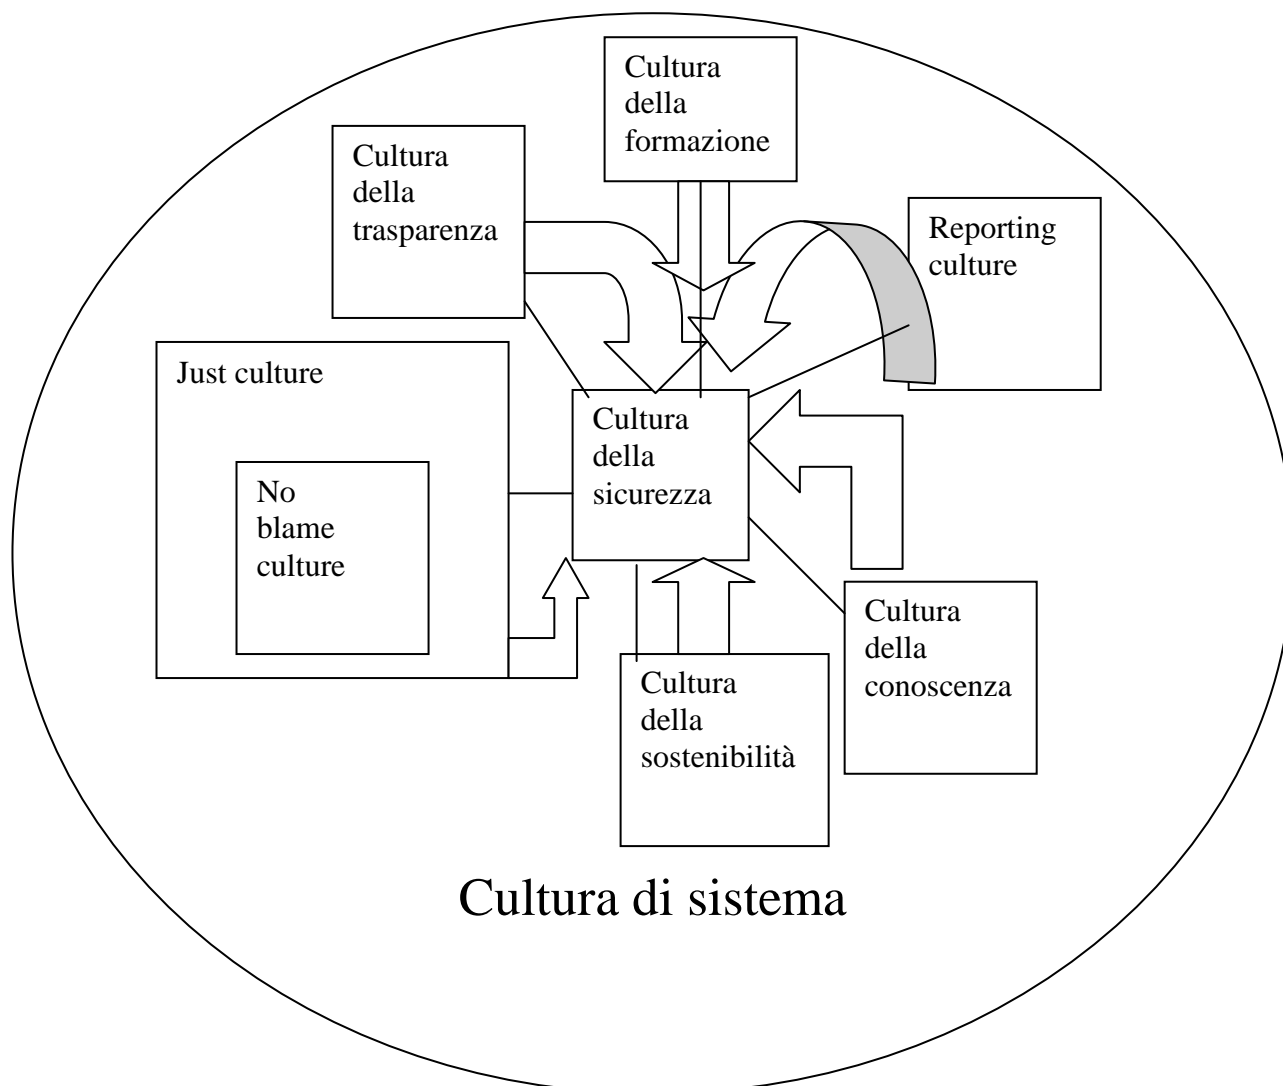 Cultura
della
formazione
Cultura
della
trasparenza
Reporting
culture
Just culture
Cultura
della
sicurezza
No
blame
culture
Cultura
della
conoscenza
Cultura
della
sostenibilità
Cultura di sistema